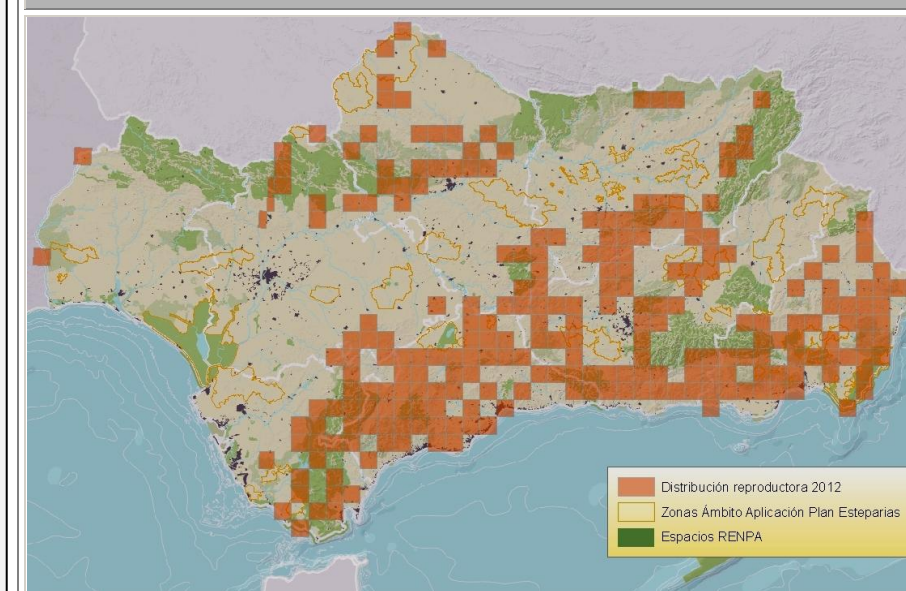 Distribución reproductora 2012
Zonas Ámbito Aplicación Plan Esteparias
Espacios RENPA